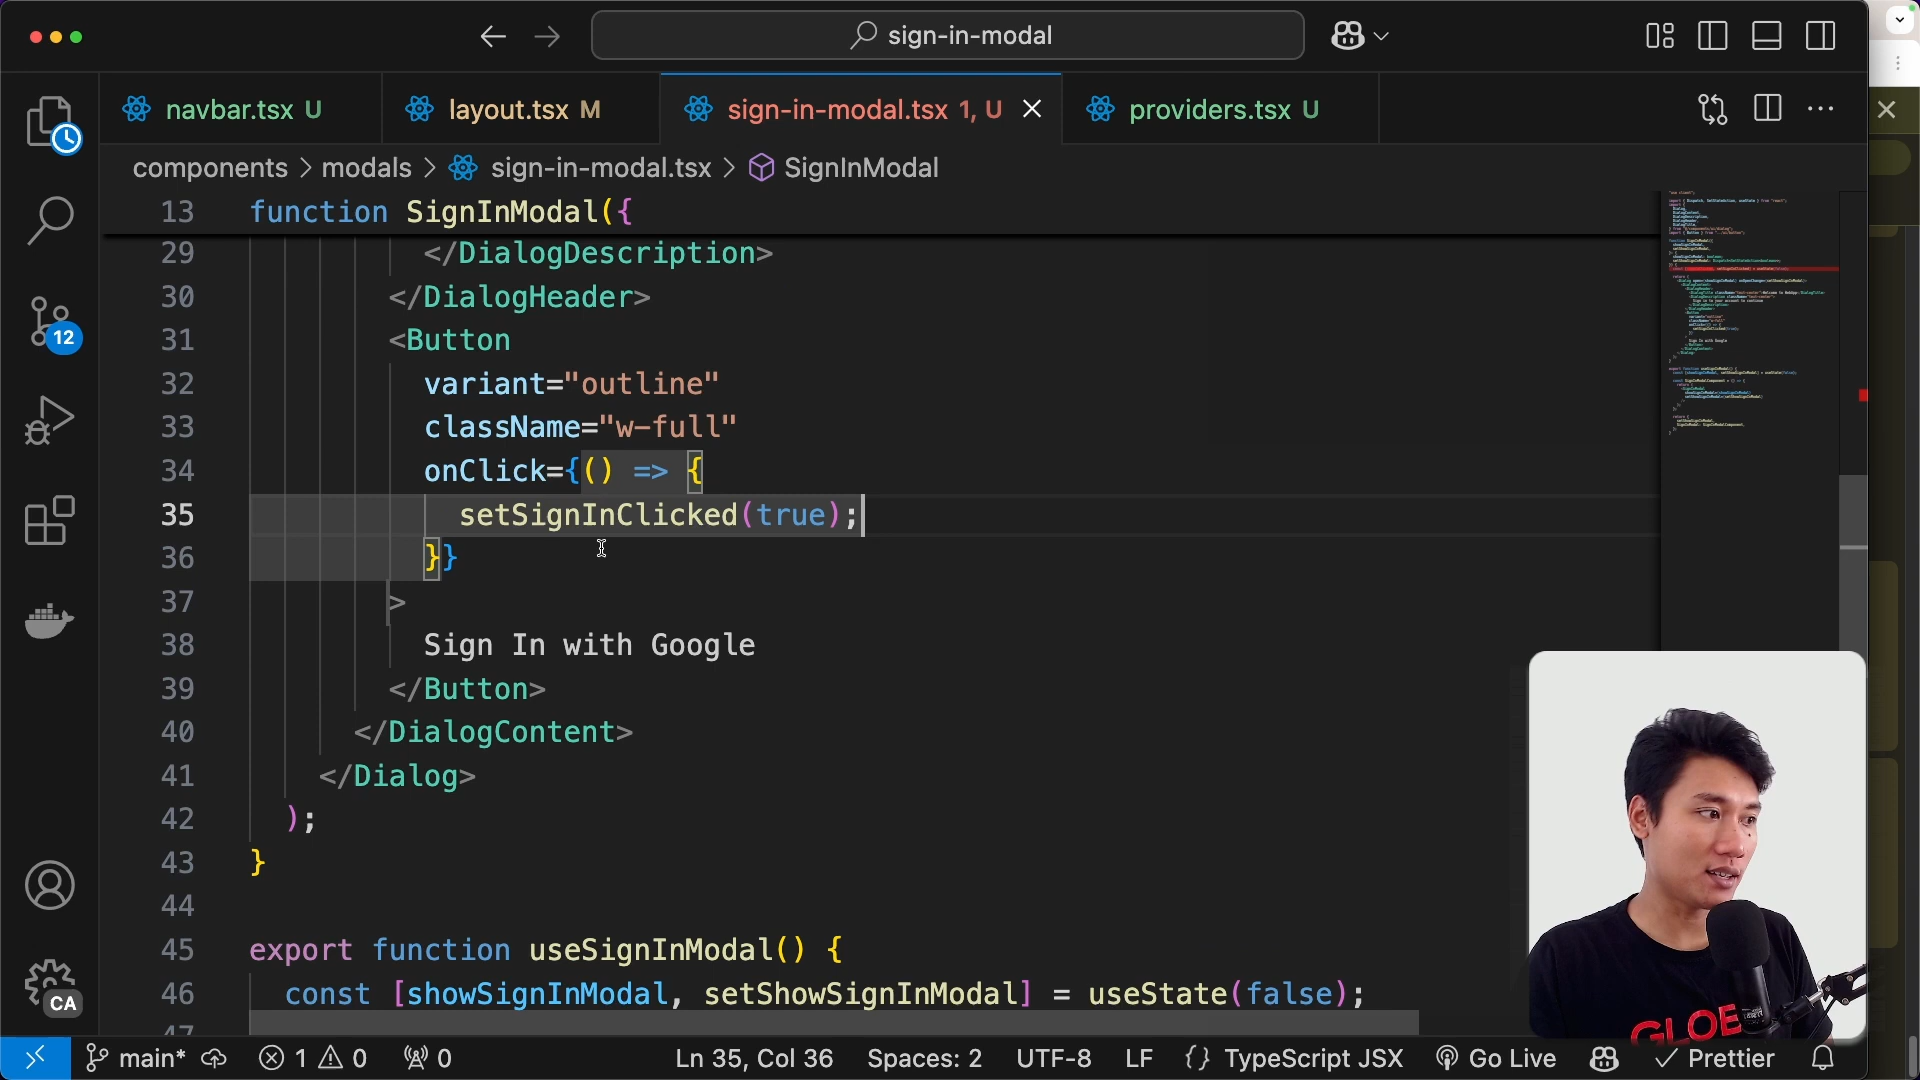 sign-in-modal
navbar.tsx U
layout.tsx M
sign-in-modal.tsx 1, U
providers.tsx U
components > modals > sign-in-modal.tsx > SignInModal
13 function SignInModal({
29 </DialogDescription>
30 </DialogHeader>
31 <Button
32 variant="outline"
33 className="w-full"
34 onClick={() => {
35 setSignInClicked(true);
36 }}
37 >
38 Sign In with Google
39 </Button>
40 </DialogContent>
41 </Dialog>
42 );
43 }
44
45 export function useSignInModal() {
46 const [showSignInModal, setShowSignInModal] = useState(false);
47
12
CA
main* 1 0 0 Ln 35, Col 36 Spaces: 2 UTF-8 LF {} TypeScript JSX Go Live Prettier
GLOE